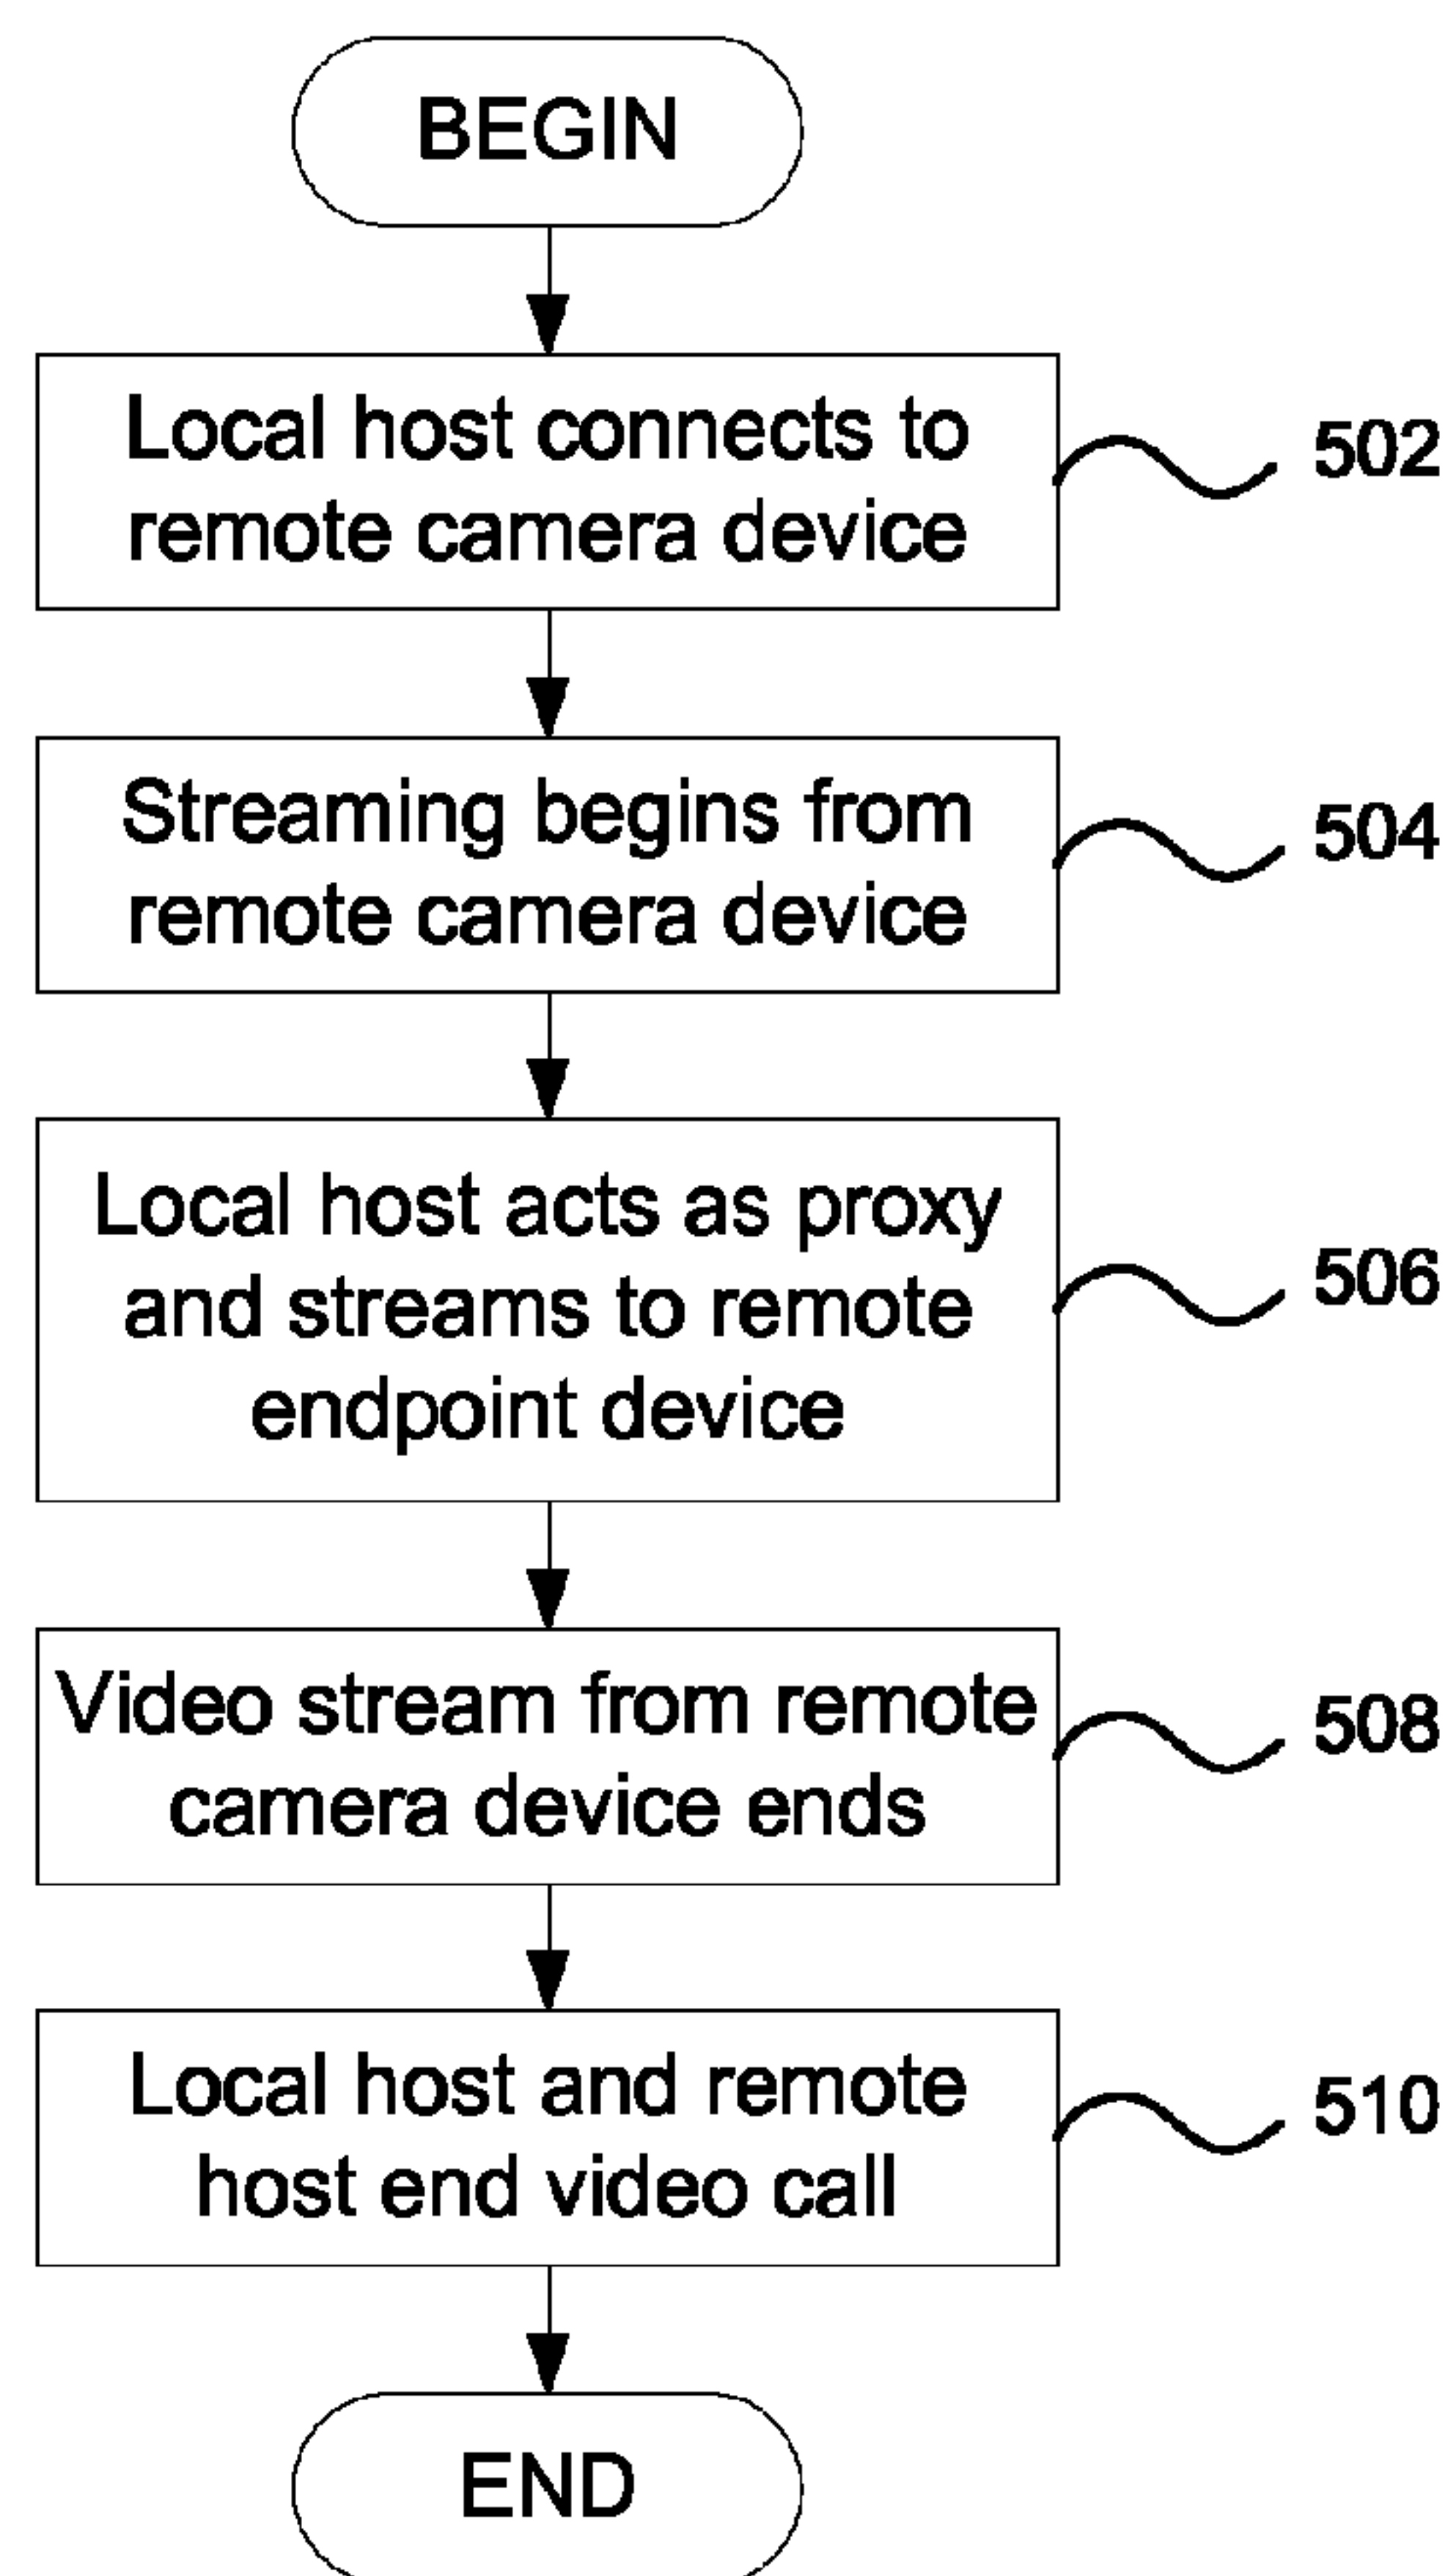 BEGIN
Local host connects to
remote camera device
502
Streaming begins from
remote camera device
504
Local host acts as proxy
and streams to remote
endpoint device
506
Video stream from remote
camera device ends
508
Local host and remote
host end video call
510
END